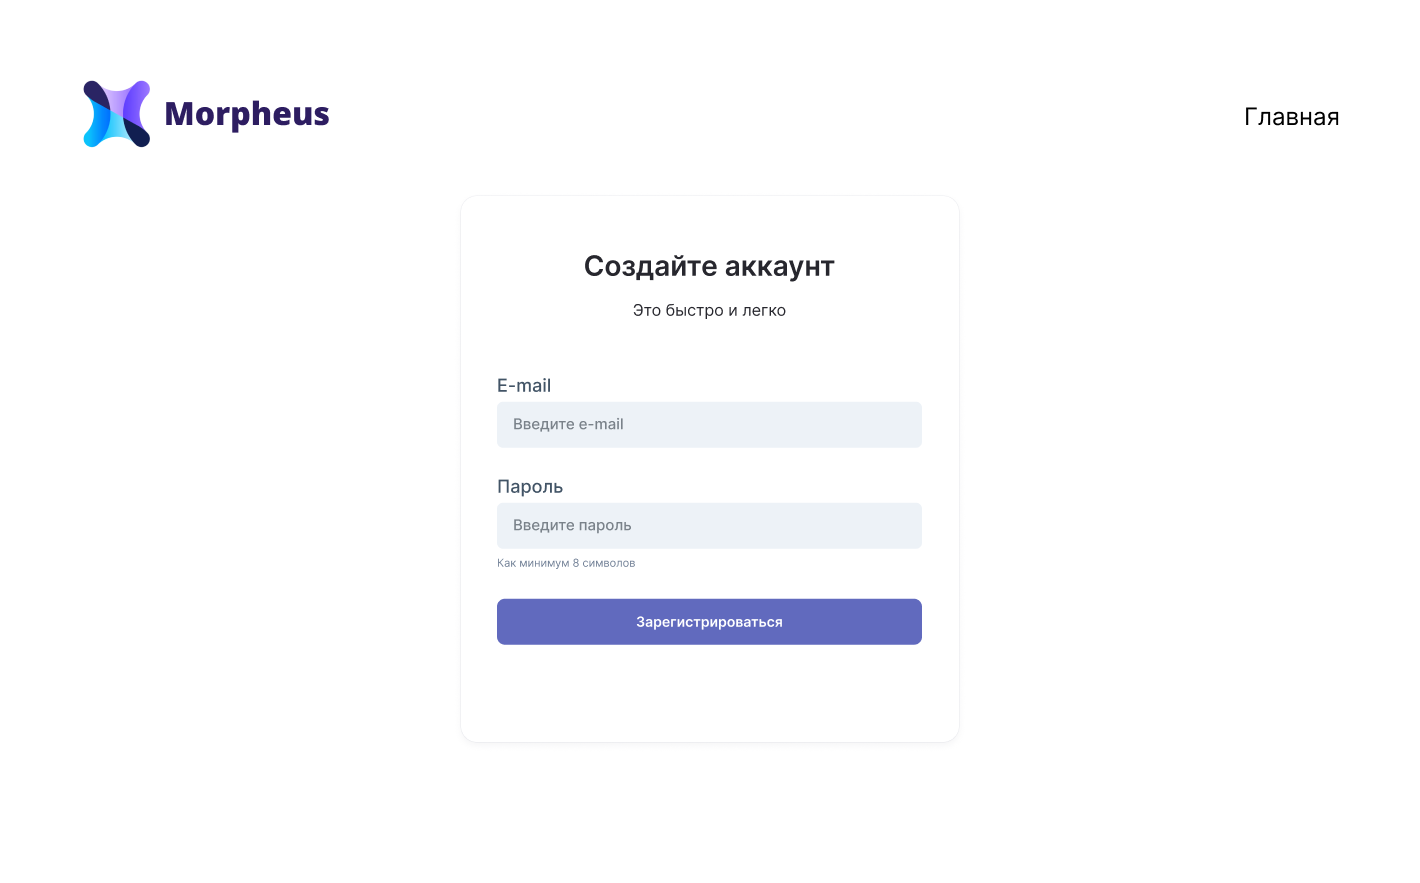 Morpheus
Главная
Создайте аккаунт
Это быстро и легко
E-mail
Введите e-mail
Пароль
Введите пароль
Как минимум 8 символов
Зарегистрироваться